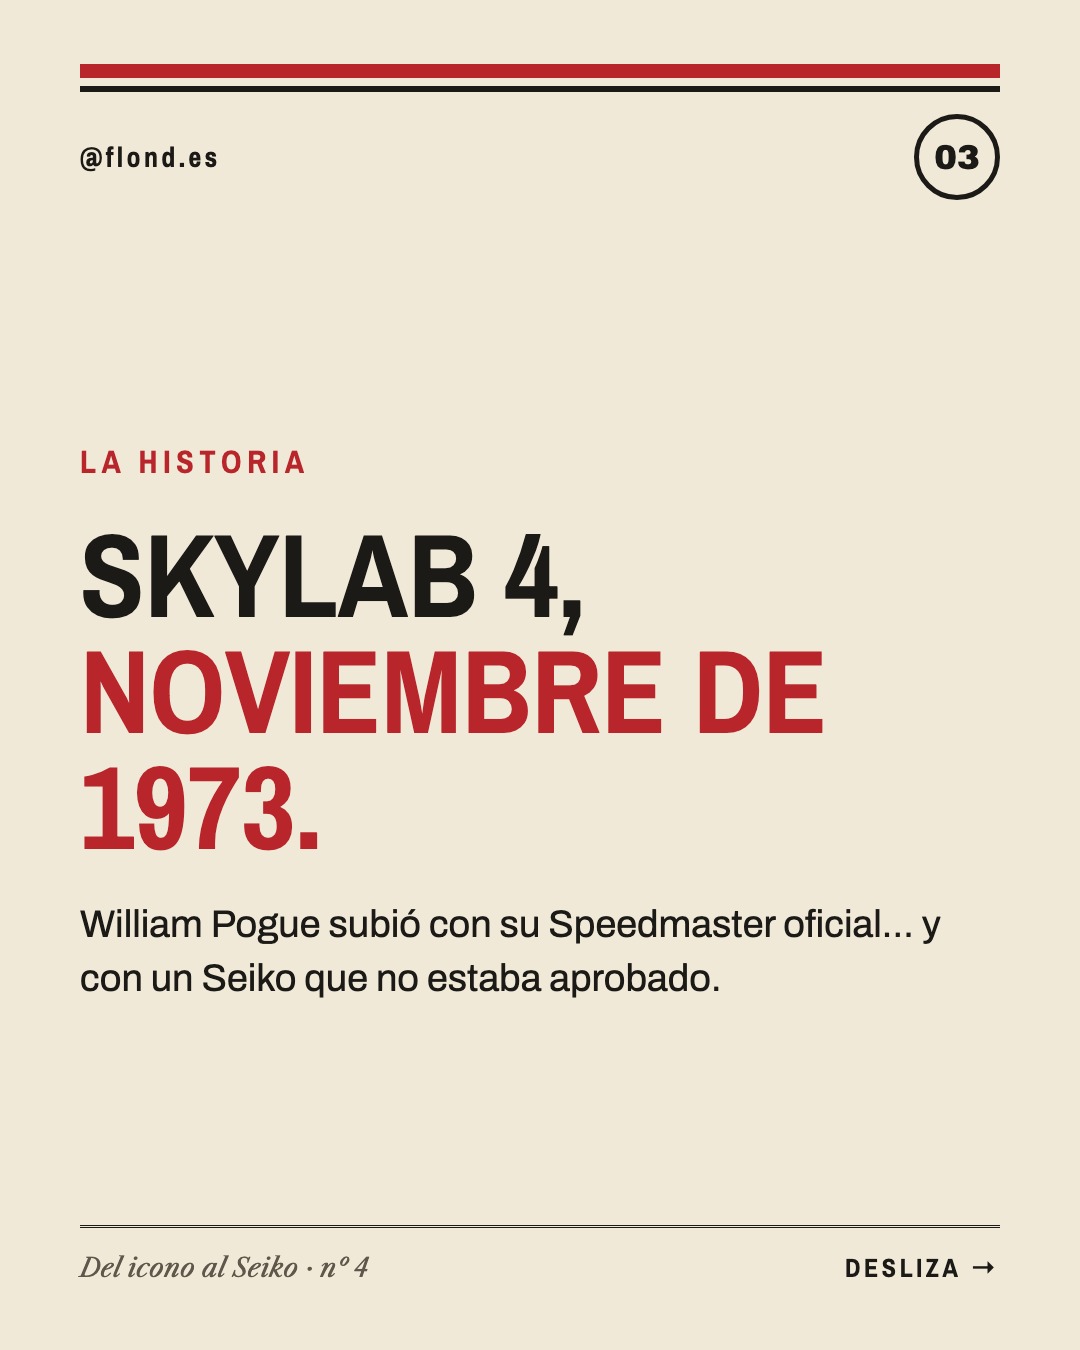 @flond.es
03
LA HISTORIA
SKYLAB 4,
NOVIEMBRE DE
1973.
William Pogue subió con su Speedmaster oficial... y
con un Seiko que no estaba aprobado.
Del icono al Seiko · nº 4
DESLIZA →